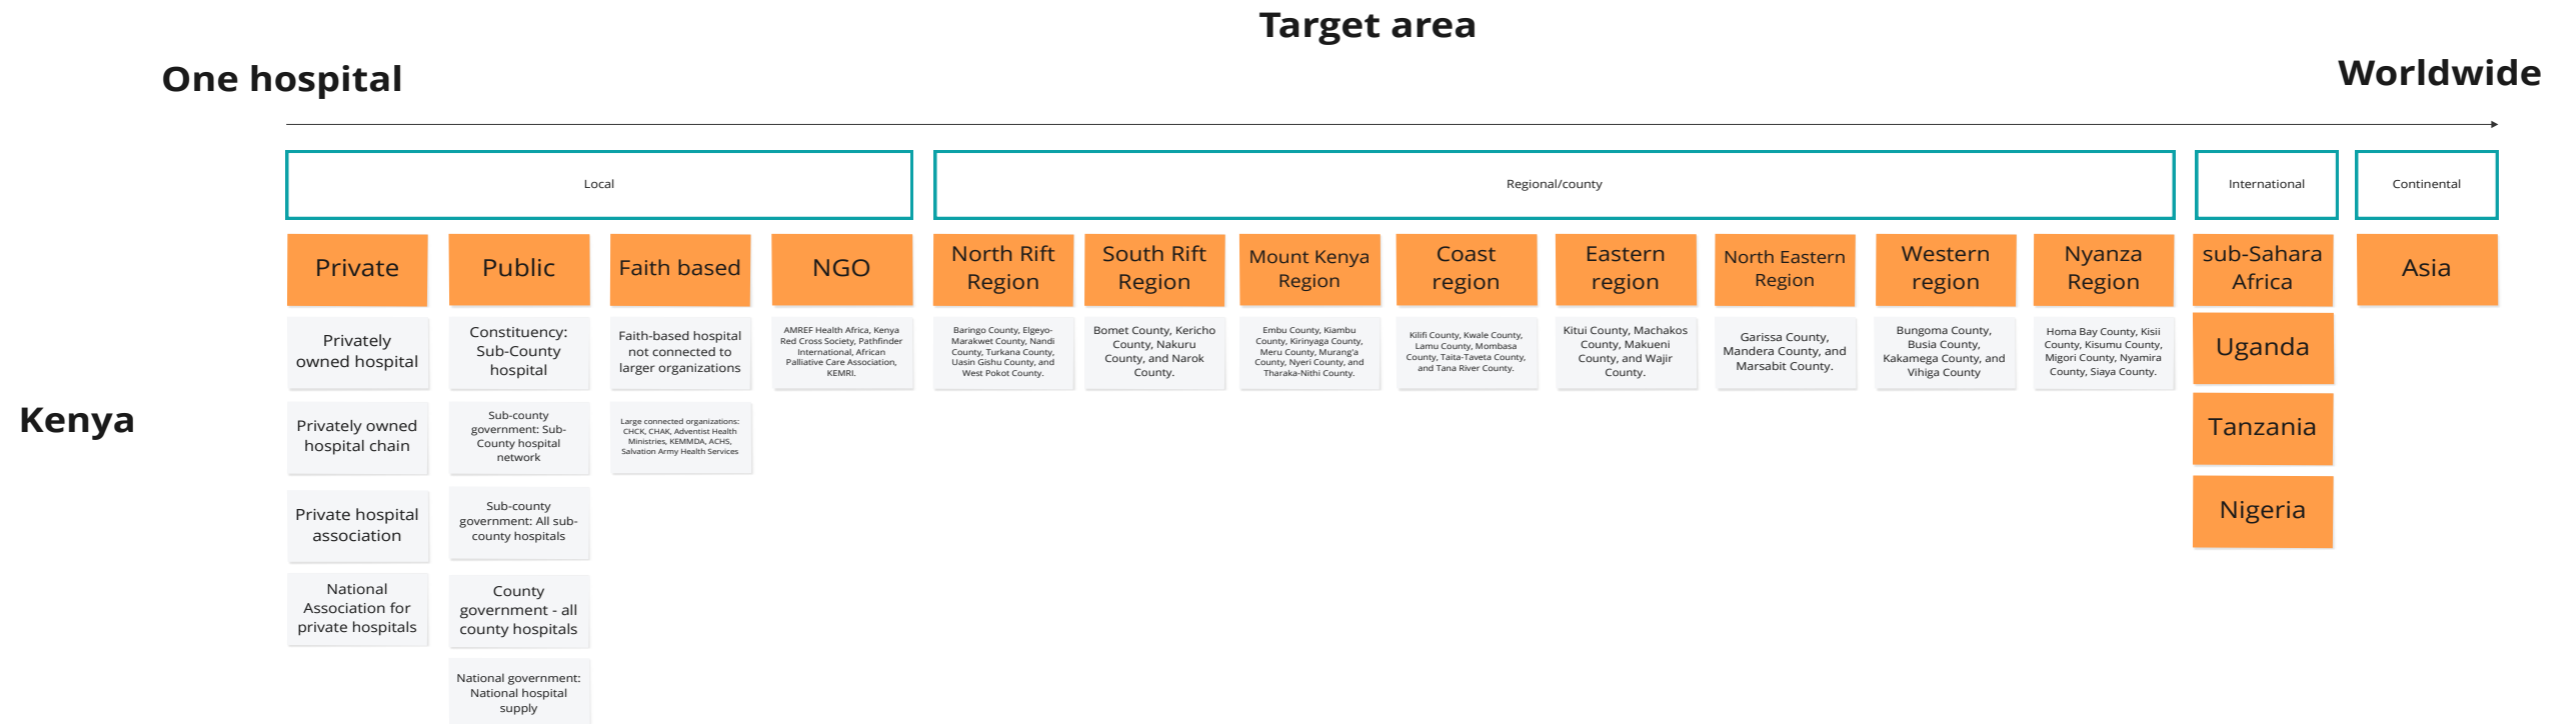 Target area
One hospital
Worldwide
Local
Regional/county
International
Continental
Private
Public
Faith based
NGO
North Rift
Region
South Rift
Region
Mount Kenya
Region
Coast
region
Eastern
region
North Eastern
Region
Western
region
Nyanza
Region
sub-Sahara
Africa
Asia
Privately
owned hospital
Constituency:
Sub-County
hospital
Faith-based hospital
not connected to
larger organizations
AMREF Health Africa, Kenya
Red Cross Society, Pathfinder
International, African
Palliative Care Association,
KEMRI.
Baringo County, Elgeyo-
Marakwet County, Nandi
County, Turkana County,
Uasin Gishu County, and
West Pokot County.
Bomet County, Kericho
County, Nakuru
County, and Narok
County.
Embu County, Kiambu
County, Kirinyaga County,
Meru County, Murang'a
County, Nyeri County, and
Tharaka-Nithi County.
Kilifi County, Kwale County,
Lamu County, Mombasa
County, Taita-Taveta County,
and Tana River County.
Kitui County, Machakos
County, Makueni
County, and Wajir
County.
Garissa County,
Mandera County, and
Marsabit County.
Bungoma County,
Busia County,
Kakamega County, and
Vihiga County
Homa Bay County, Kisii
County, Kisumu County,
Migori County, Nyamira
County, Siaya County.
Uganda
Kenya
Privately owned
hospital chain
Sub-county
government: Sub-
County hospital
network
Large connected organizations:
CHCK, CHAK, Adventist Health
Ministries, KEMMDA, ACHS,
Salvation Army Health Services
Tanzania
Private hospital
association
Sub-county
government: All sub-
county hospitals
Nigeria
National
Association for
private hospitals
County
government - all
county hospitals
National government:
National hospital
supply